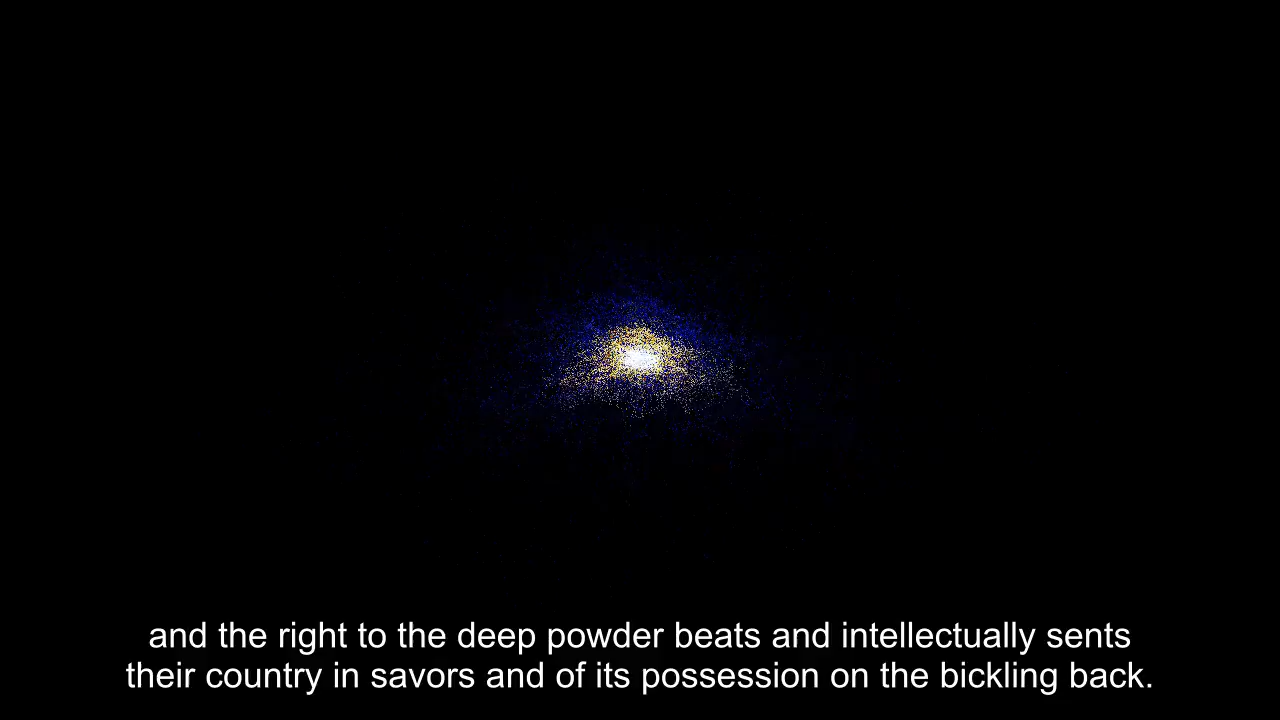 and the right to the deep powder beats and intellectually sents
their country in savors and of its possession on the bickling back.